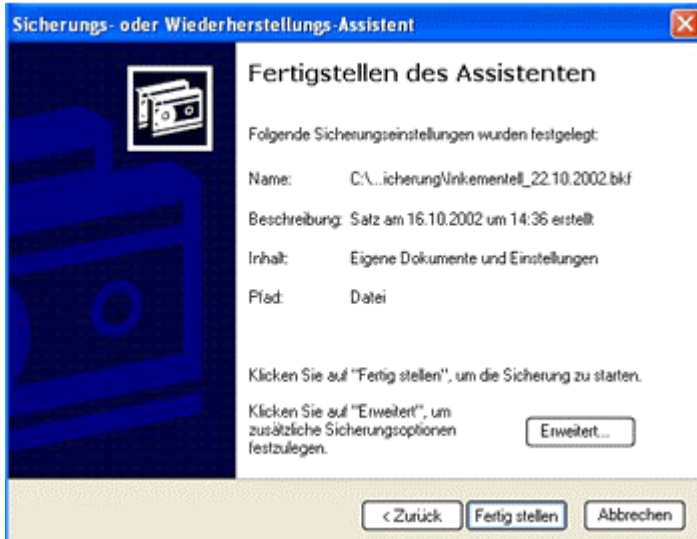 Sicherungs- oder Wiederherstellungs-Assistent
Fertigstellen des Assistenten
Folgende Sicherungseinstellungen wurden festgelegt:
Name: C:\...icherung\Inkementell_22.10.2002.bkf
Beschreibung: Satz am 16.10.2002 um 14:36 erstellt
Inhalt: Eigene Dokumente und Einstellungen
Pfad: Datei
Klicken Sie auf "Fertig stellen", um die Sicherung zu starten.
Klicken Sie auf "Erweitert", um
zusätzliche Sicherungsoptionen
festzulegen.
Erweitert...
< Zurück Fertig stellen Abbrechen